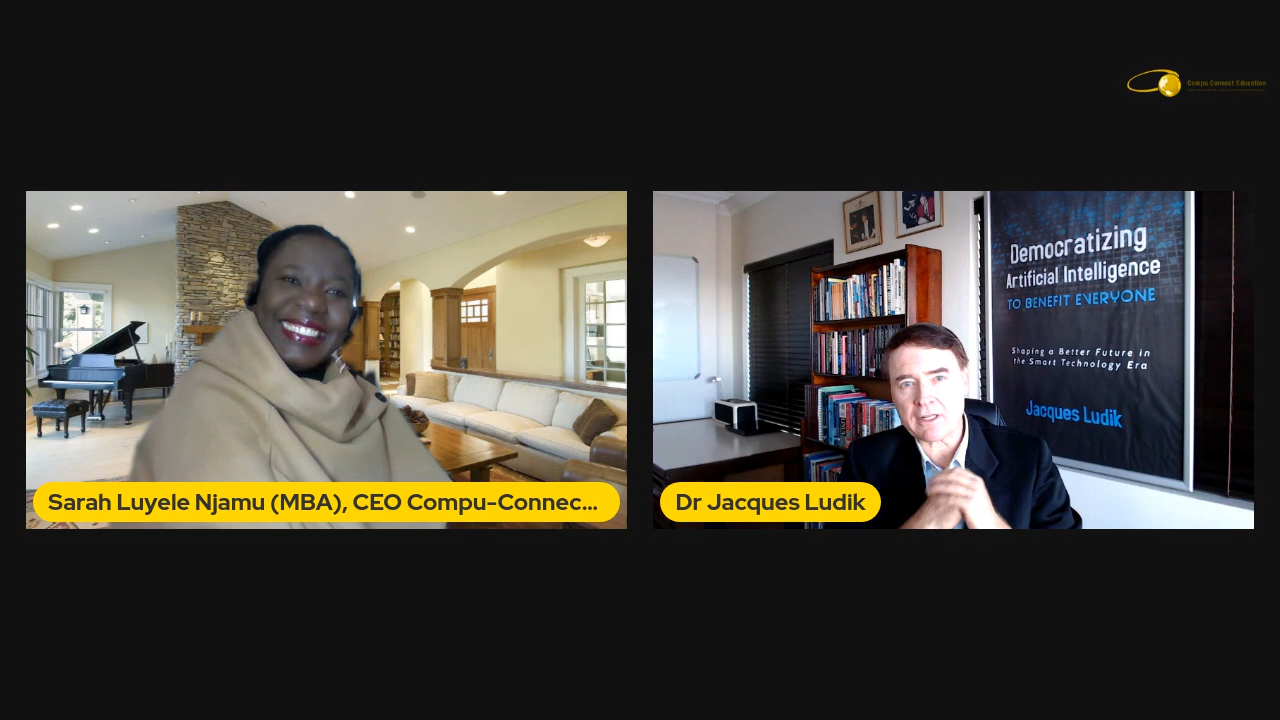 Compu Connect Education
Democratizing
Artificial Intelligence
TO BENEFIT EVERYONE
Shaping a Better Future in
the Smart Technology Era
Jacques Ludik
Sarah Luyele Njamu (MBA), CEO Compu-Connec...
Dr Jacques Ludik